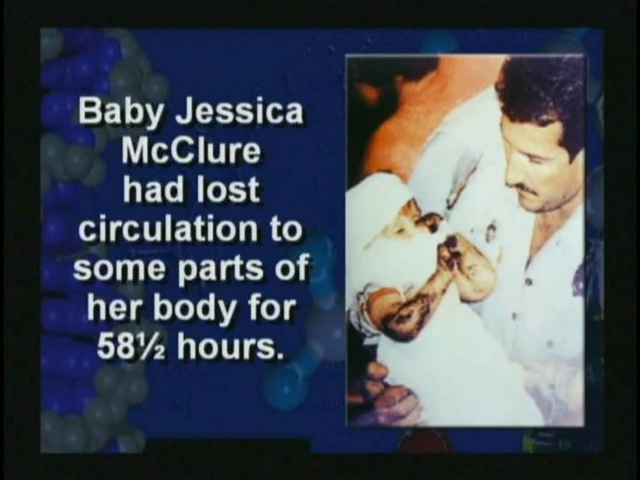 Baby Jessica
McClure
had lost
circulation to
some parts of
her body for
58½ hours.